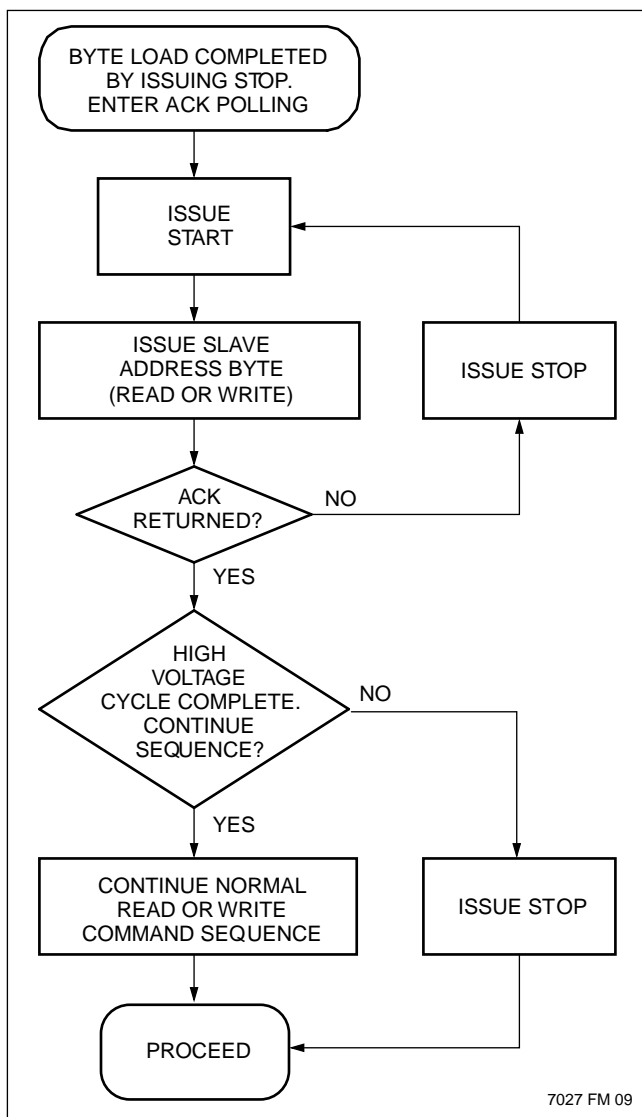 BYTE LOAD COMPLETED
BY ISSUING STOP.
ENTER ACK POLLING
ISSUE
START
ISSUE SLAVE
ADDRESS BYTE
(READ OR WRITE)
ISSUE STOP
ACK
RETURNED?
NO
YES
HIGH
VOLTAGE
CYCLE COMPLETE.
CONTINUE
SEQUENCE?
NO
YES
CONTINUE NORMAL
READ OR WRITE
COMMAND SEQUENCE
ISSUE STOP
PROCEED
7027 FM 09